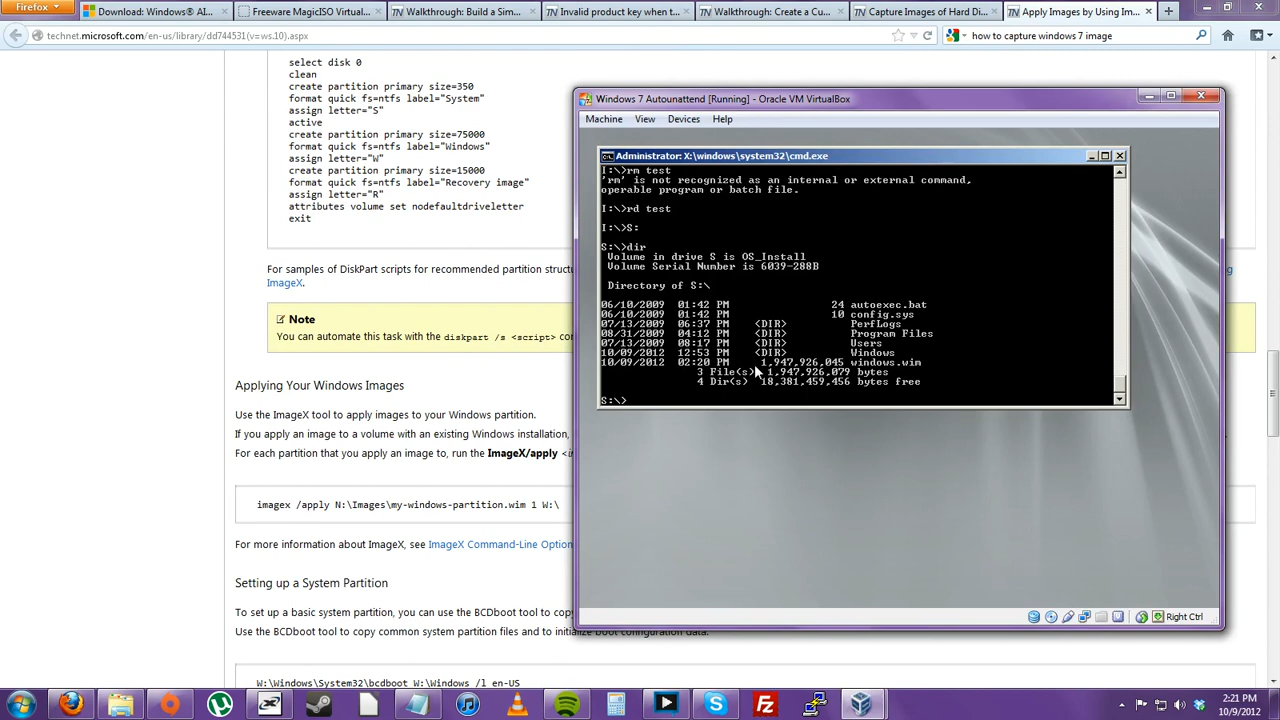 Firefox
Download: Windows® AI...
Freeware MagicISO Virtual...
Walkthrough: Build a Sim...
Invalid product key when t...
Walkthrough: Create a Cu...
Capture Images of Hard Di...
Apply Images by Using Im...
technet.microsoft.com/en-us/library/dd744531(v=ws.10).aspx
how to capture windows 7 image
select disk 0
clean
create partition primary size=350
format quick fs=ntfs label="System"
assign letter="S"
active
create partition primary size=75000
format quick fs=ntfs label="Windows"
assign letter="W"
create partition primary size=15000
format quick fs=ntfs label="Recovery image"
assign letter="R"
attributes volume set nodefaultdriveletter
exit
For samples of DiskPart scripts for recommended partition structu
ng
ImageX.
Note
You can automate this task with the diskpart /s <script> comm
Applying Your Windows Images
Use the ImageX tool to apply images to your Windows partition.
If you apply an image to a volume with an existing Windows installation,
For each partition that you apply an image to, run the ImageX/apply <in
imagex /apply N:\Images\my-windows-partition.wim 1 W:\
For more information about ImageX, see ImageX Command-Line Option
Setting up a System Partition
To set up a basic system partition, you can use the BCDboot tool to cop
Use the BCDboot tool to copy common system partition files and to initialize boot configuration data.
W:\Windows\System32\bcdboot W:\Windows /l en-US
Windows 7 Autounattend [Running] - Oracle VM VirtualBox
Machine View Devices Help
Administrator: X:\windows\system32\cmd.exe
I:\>rm test
'rm' is not recognized as an internal or external command,
operable program or batch file.
I:\>rd test
I:\>S:
S:\>dir
Volume in drive S is OS_Install
Volume Serial Number is 6039-288B
Directory of S:\
06/10/2009 01:42 PM 24 autoexec.bat
06/10/2009 01:42 PM 10 config.sys
07/13/2009 06:37 PM <DIR> PerfLogs
08/31/2009 04:12 PM <DIR> Program Files
07/13/2009 08:17 PM <DIR> Users
10/09/2012 12:53 PM <DIR> Windows
10/09/2012 02:20 PM 1,947,926,045 windows.wim
3 File(s) 1,947,926,079 bytes
4 Dir(s) 18,381,459,456 bytes free
S:\>
Right Ctrl
2:21 PM
10/9/2012